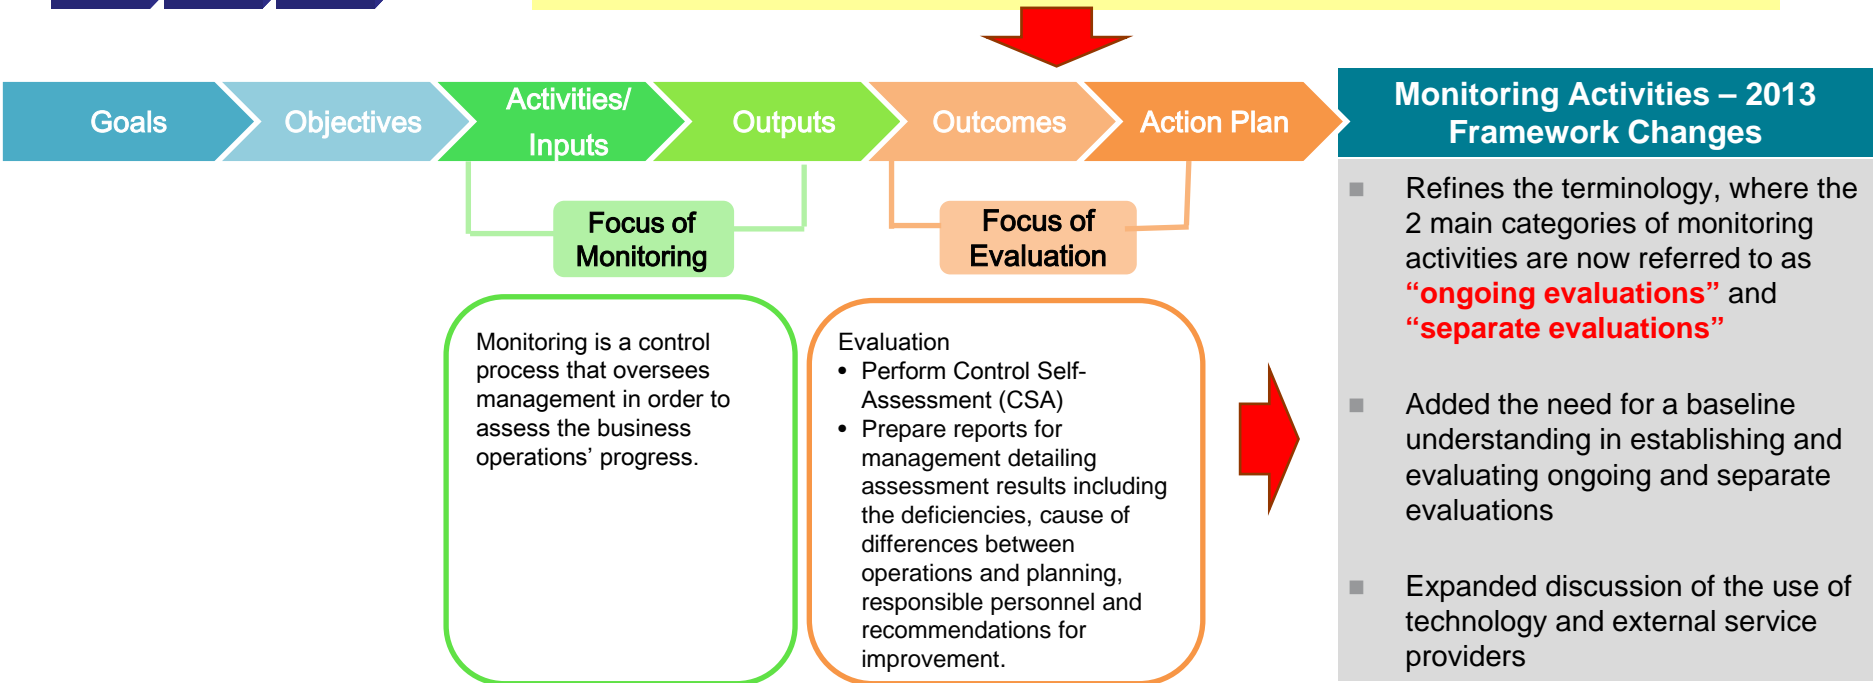 Goals
Objectives
Activities/
Inputs
Outputs
Outcomes
Action Plan
Focus of
Monitoring
Focus of
Evaluation
Monitoring is a control
process that oversees
management in order to
assess the business
operations’ progress.
Evaluation
• Perform Control Self-
Assessment (CSA)
• Prepare reports for
management detailing
assessment results including
the deficiencies, cause of
differences between
operations and planning,
responsible personnel and
recommendations for
improvement.
Monitoring Activities – 2013
Framework Changes
Refines the terminology, where the
2 main categories of monitoring
activities are now referred to as
“ongoing evaluations” and
“separate evaluations”
Added the need for a baseline
understanding in establishing and
evaluating ongoing and separate
evaluations
Expanded discussion of the use of
technology and external service
providers